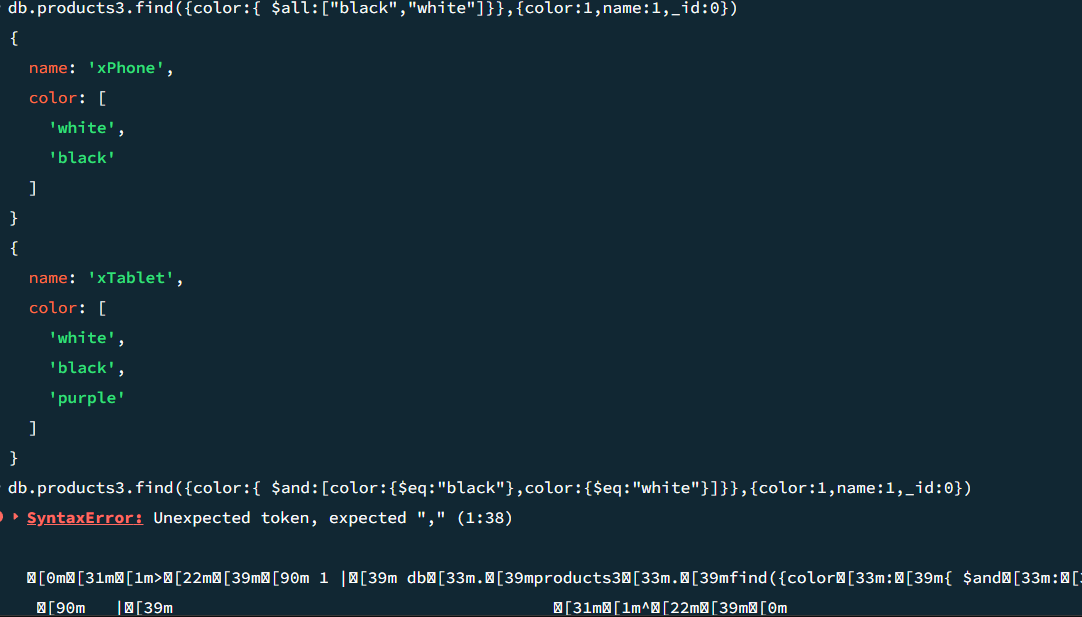 db.products3.find({color:{ $all:["black","white"]}},{color:1,name:1,_id:0})
{
name: 'xPhone',
color: [
'white',
'black'
]
}
{
name: 'xTablet',
color: [
'white',
'black',
'purple'
]
}
db.products3.find({color:{ $and:[color:{$eq:"black"},color:{$eq:"white"}]}},{color:1,name:1,_id:0})
SyntaxError: Unexpected token, expected "," (1:38)
�[0m�[31m�[1m>�[22m�[39m�[90m 1 |�[39m db�[33m.�[39mproducts3�[33m.�[39mfind({color�[33m:�[39m{ $and�[33m:�[3
�[90m |�[39m �[31m�[1m^�[22m�[39m�[0m